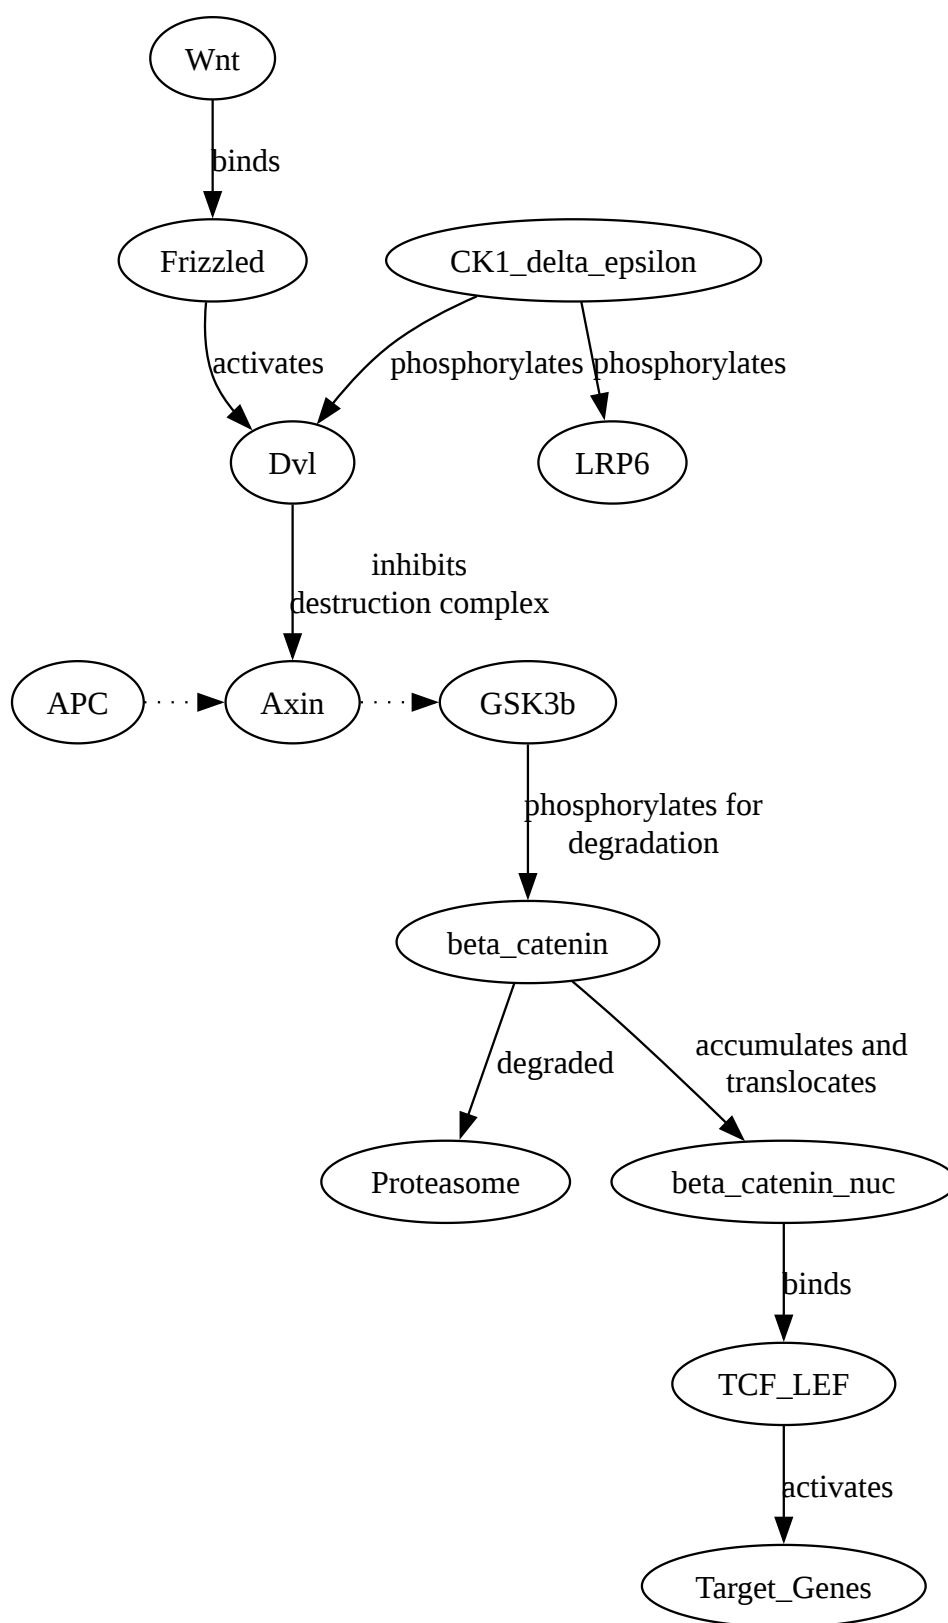 Wnt
binds
Frizzled
CK1_delta_epsilon
activates
phosphorylates
phosphorylates
Dvl
LRP6
inhibits
destruction complex
APC
Axin
GSK3b
phosphorylates for
degradation
beta_catenin
degraded
accumulates and
translocates
Proteasome
beta_catenin_nuc
binds
TCF_LEF
activates
Target_Genes